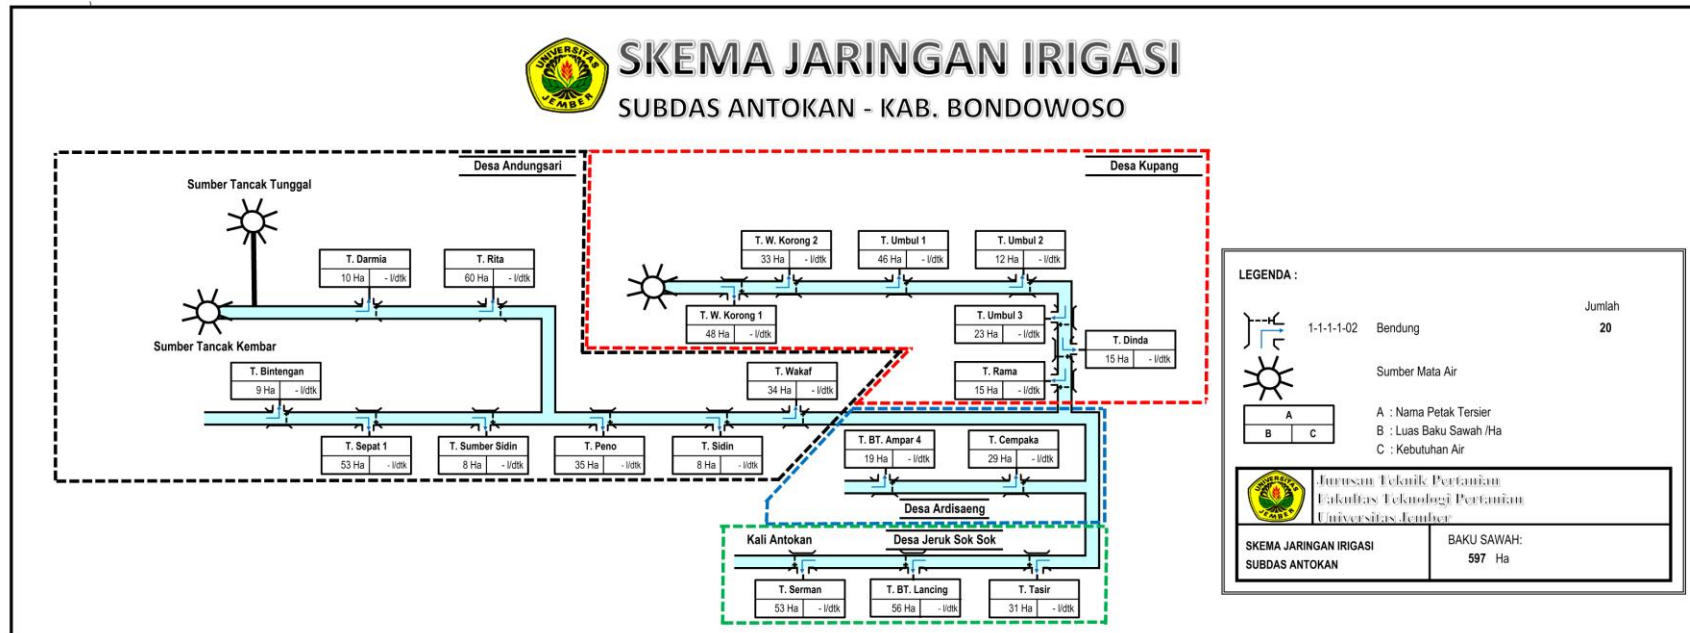 UNIVERSITAS
JEMBER
SKEMA JARINGAN IRIGASI
SUBDAS ANTOKAN - KAB. BONDOWOSO
Desa Andungsari
Desa Kupang
Sumber Tancak Tunggal
T. Darmia
10 Ha - l/dtk
T. Rita
60 Ha - l/dtk
Sumber Tancak Kembar
T. Bintengan
9 Ha - l/dtk
T. Wakaf
34 Ha - l/dtk
T. Sepat 1
53 Ha - l/dtk
T. Sumber Sidin
8 Ha - l/dtk
T. Peno
35 Ha - l/dtk
T. Sidin
8 Ha - l/dtk
T. W. Korong 2
33 Ha - l/dtk
T. Umbul 1
46 Ha - l/dtk
T. Umbul 2
12 Ha - l/dtk
T. W. Korong 1
48 Ha - l/dtk
T. Umbul 3
23 Ha - l/dtk
T. Dinda
15 Ha - l/dtk
T. Rama
15 Ha - l/dtk
T. BT. Ampar 4
19 Ha - l/dtk
T. Cempaka
29 Ha - l/dtk
Desa Ardisaeng
Kali Antokan
Desa Jeruk Sok Sok
T. Serman
53 Ha - l/dtk
T. BT. Lancing
56 Ha - l/dtk
T. Tasir
31 Ha - l/dtk
LEGENDA :
Jumlah
1-1-1-1-02 Bendung 20
Sumber Mata Air
A
B C
A : Nama Petak Tersier
B : Luas Baku Sawah /Ha
C : Kebutuhan Air
UNIVERSITAS
JEMBER
Jurusan Teknik Pertanian
Fakultas Teknologi Pertanian
Universitas Jember
SKEMA JARINGAN IRIGASI
SUBDAS ANTOKAN
BAKU SAWAH:
597 Ha